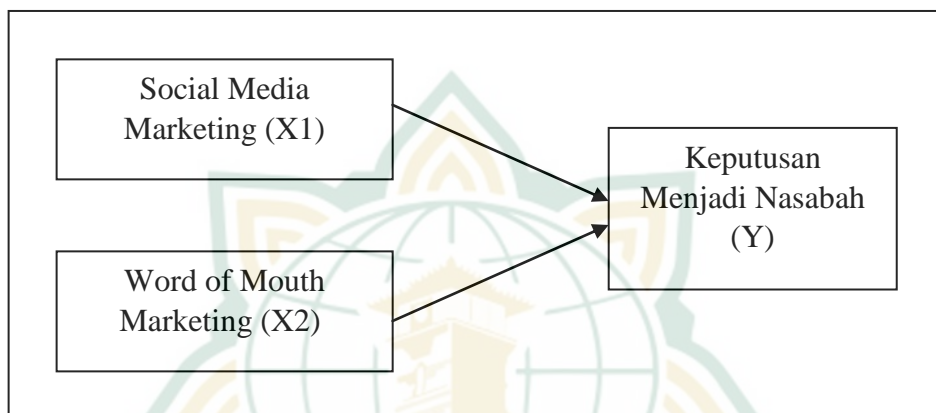 Social Media
Marketing (X1)
Keputusan
Menjadi Nasabah
(Y)
Word of Mouth
Marketing (X2)